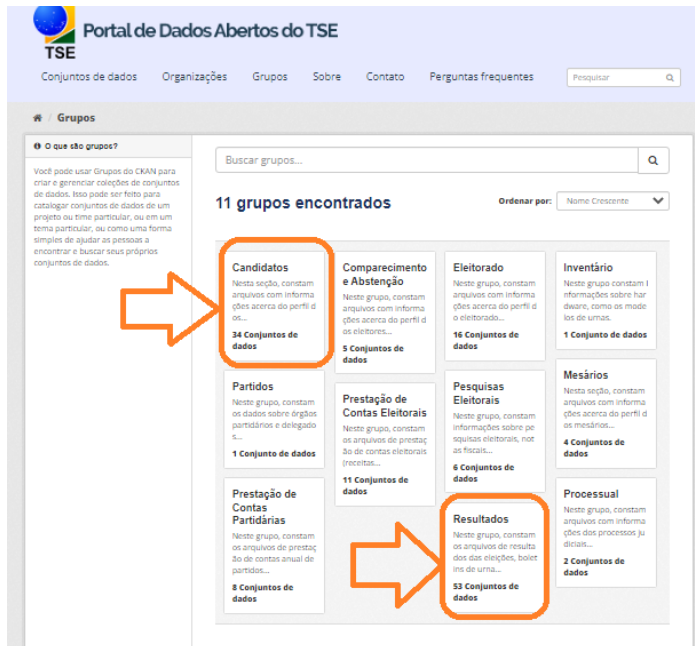 Portal de Dados Abertos do TSE
TSE
Conjuntos de dados Organizações Grupos Sobre Contato Perguntas frequentes Pesquisar
/ Grupos
O que são grupos?
Você pode usar Grupos do CKAN para
criar e gerenciar coleções de conjuntos
de dados. Isso pode ser feito para
catalogar conjuntos de dados de um
projeto ou time particular, ou em um
tema particular, ou como uma forma
simples de ajudar as pessoas a
encontrar e buscar seus próprios
conjuntos de dados.
Buscar grupos...
11 grupos encontrados
Ordenar por: Nome Crescente
Candidatos
Nesta seção, constam
arquivos com informa
ções acerca do perfil d
os...
34 Conjuntos de
dados
Comparecimento
e Abstenção
Neste grupo, constam
arquivos com informa
ções acerca do perfil d
os eleitores...
5 Conjuntos de
dados
Eleitorado
Neste grupo, constam
arquivos com informa
ções acerca do perfil d
o eleitorado...
16 Conjuntos de
dados
Inventário
Neste grupo constam i
nformações sobre har
dware, como os mode
los de urnas.
1 Conjunto de dados
Partidos
Neste grupo, constam
os dados sobre órgãos
partidários e delegado
s...
1 Conjunto de dados
Prestação de
Contas Eleitorais
Neste grupo, constam
os arquivos de prestaç
ão de contas eleitorais
(receitas...
11 Conjuntos de
dados
Pesquisas
Eleitorais
Neste grupo, constam
informações sobre pe
squisas eleitorais, not
as fiscais...
6 Conjuntos de
dados
Mesários
Nesta seção, constam
arquivos com informa
ções acerca do perfil d
os mesários...
4 Conjuntos de
dados
Prestação de
Contas
Partidárias
Neste grupo, constam
os arquivos de prestaç
ão de contas anual de
partidos...
8 Conjuntos de
dados
Resultados
Neste grupo, constam
os arquivos de resulta
dos das eleições, bolet
ins de urna...
53 Conjuntos de
dados
Processual
Neste grupo, constam
arquivos com informa
ções dos processos ju
diciais...
2 Conjuntos de
dados